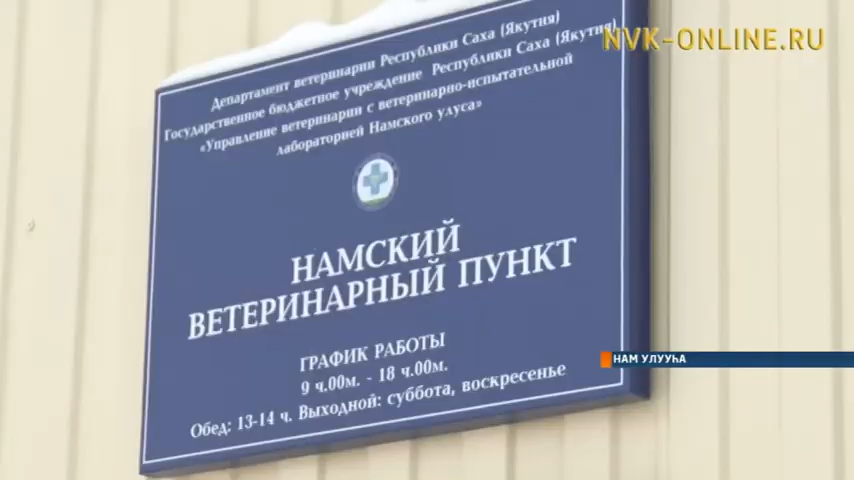 NVK-ONLINE.RU
Департамент ветеринарии Республики Саха (Якутия)
Государственное бюджетное учреждение Республики Саха (Якутия)
«Управление ветеринарии с ветеринарно-испытательной
лабораторией Намского улуса»
НАМСКИЙ
ВЕТЕРИНАРНЫЙ ПУНКТ
ГРАФИК РАБОТЫ
9 ч.00м. - 18 ч.00м.
Обед: 13-14 ч. Выходной: суббота, воскресенье
НАМ УЛУУҺА